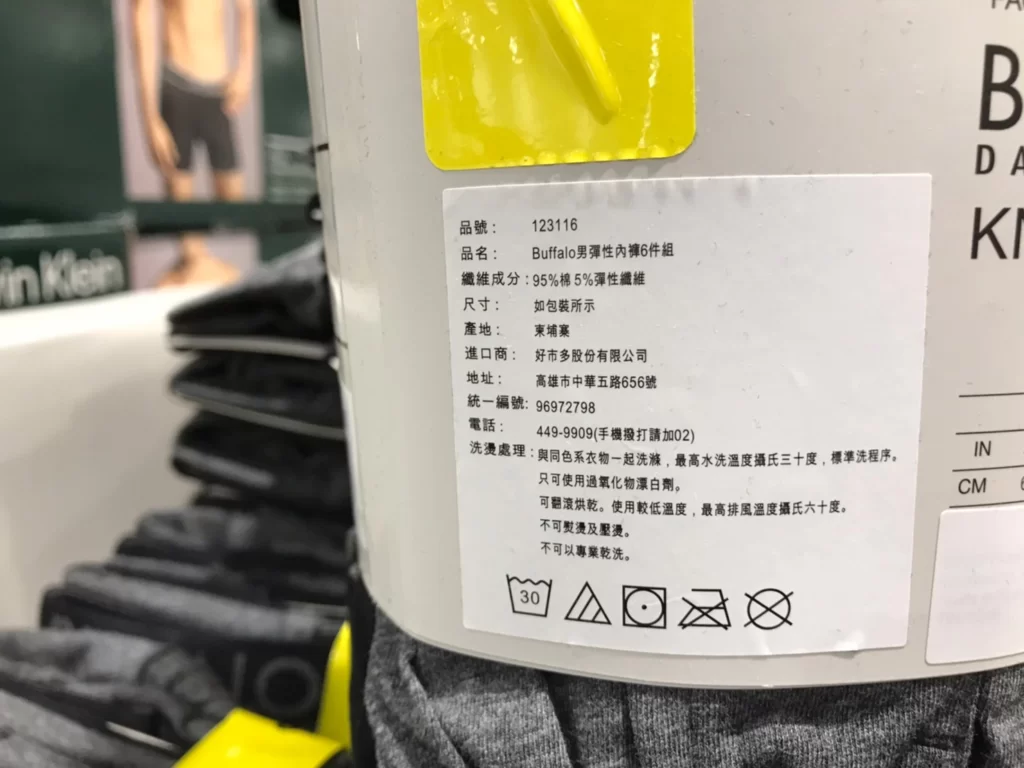 品號： 123116
品名： Buffalo男彈性內褲6件組
纖維成分：95%棉 5%彈性纖維
尺寸： 如包裝所示
產地： 柬埔寨
進口商： 好市多股份有限公司
地址： 高雄市中華五路656號
統一編號: 96972798
電話： 449-9909(手機撥打請加02)
洗燙處理：與同色系衣物一起洗滌，最高水洗溫度攝氏三十度，標準洗程序。
只可使用過氧化物漂白劑。
可翻滾烘乾。使用較低溫度，最高排風溫度攝氏六十度。
不可熨燙及壓燙。
不可以專業乾洗。
30
IN
CM
Klein